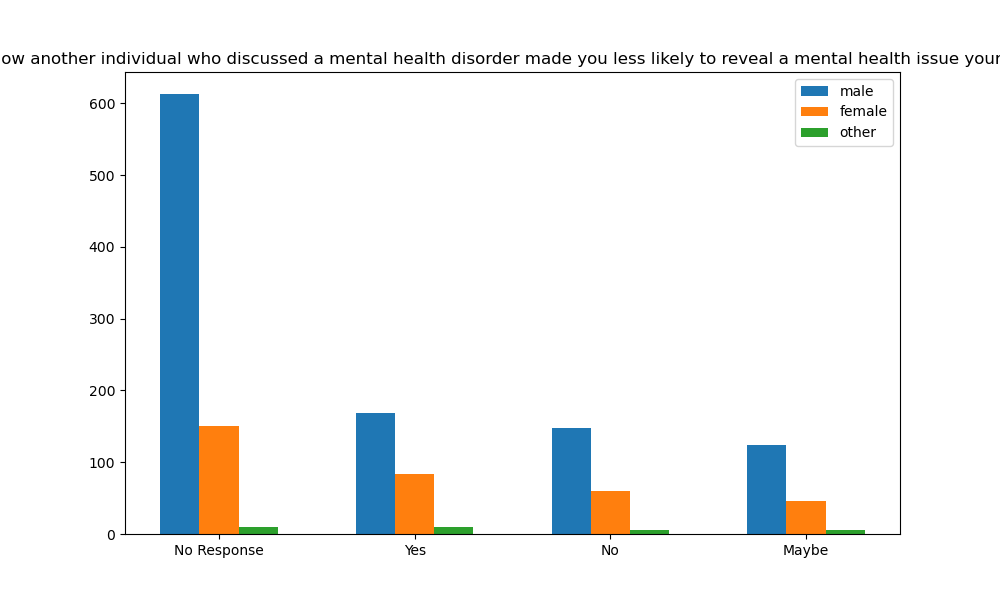 ow another individual who discussed a mental health disorder made you less likely to reveal a mental health issue your
male
female
other
600
500
400
300
200
100
0
No Response Yes No Maybe